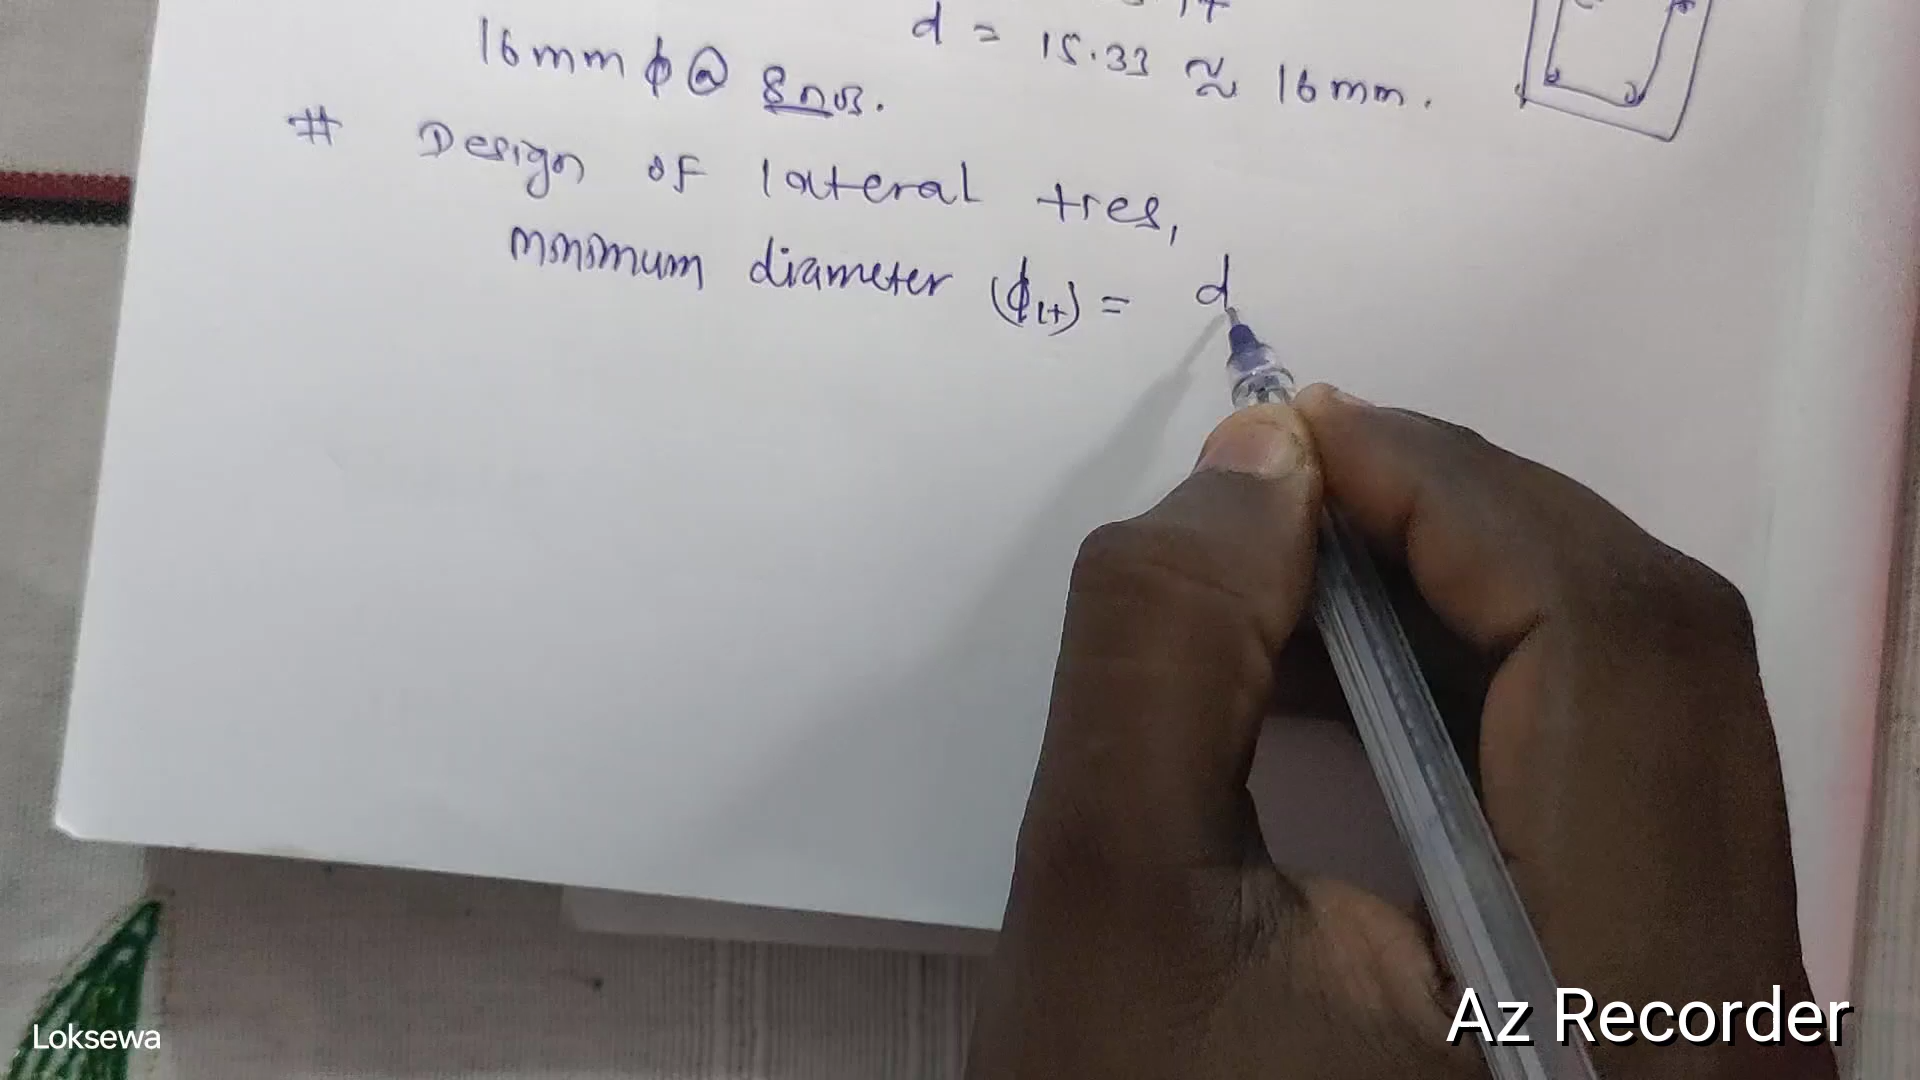 d = 15.33 ≈ 16mm.
16mm ϕ @ 8nos.
# Design of lateral ties,
minimum diameter (ϕlt) = d
Loksewa
Az Recorder